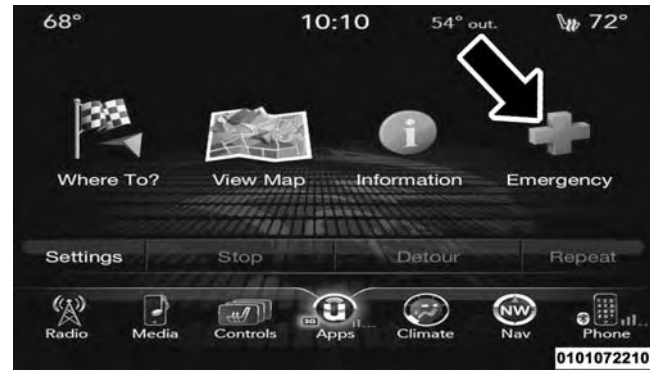 68° 10:10 54° out. 72°
Where To? View Map Information Emergency
Settings Stop Detour Repeat
3G NW
Radio Media Controls Apps Climate Nav Phone
0101072210